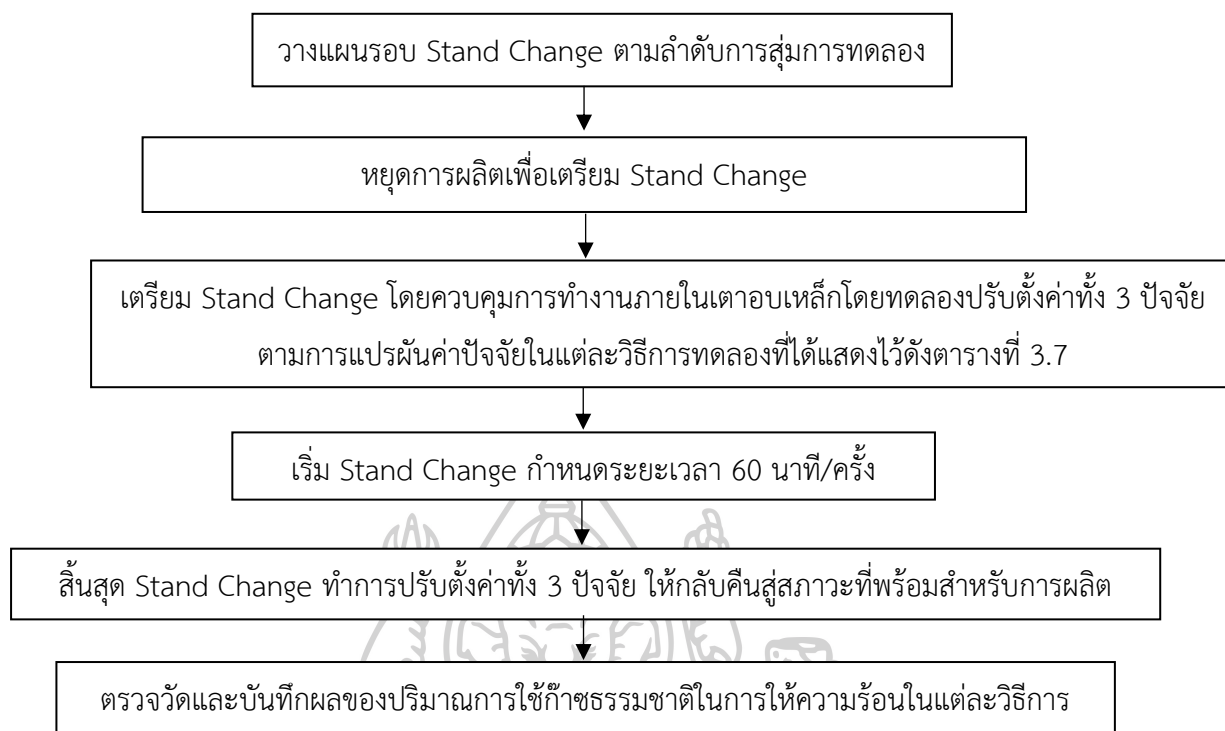 วางแผนรอบ Stand Change ตามลำดับการสุ่มการทดลอง
หยุดการผลิตเพื่อเตรียม Stand Change
เตรียม Stand Change โดยควบคุมการทำงานภายในเตาอบเหล็กโดยทดลองปรับตั้งค่าทั้ง 3 ปัจจัย
ตามการแปรผันค่าปัจจัยในแต่ละวิธีการทดลองที่ได้แสดงไว้ดังตารางที่ 3.7
เริ่ม Stand Change กำหนดระยะเวลา 60 นาที/ครั้ง
สิ้นสุด Stand Change ทำการปรับตั้งค่าทั้ง 3 ปัจจัย ให้กลับคืนสู่สภาวะที่พร้อมสำหรับการผลิต
ตรวจวัดและบันทึกผลของปริมาณการใช้ก๊าซธรรมชาติในการให้ความร้อนในแต่ละวิธีการ